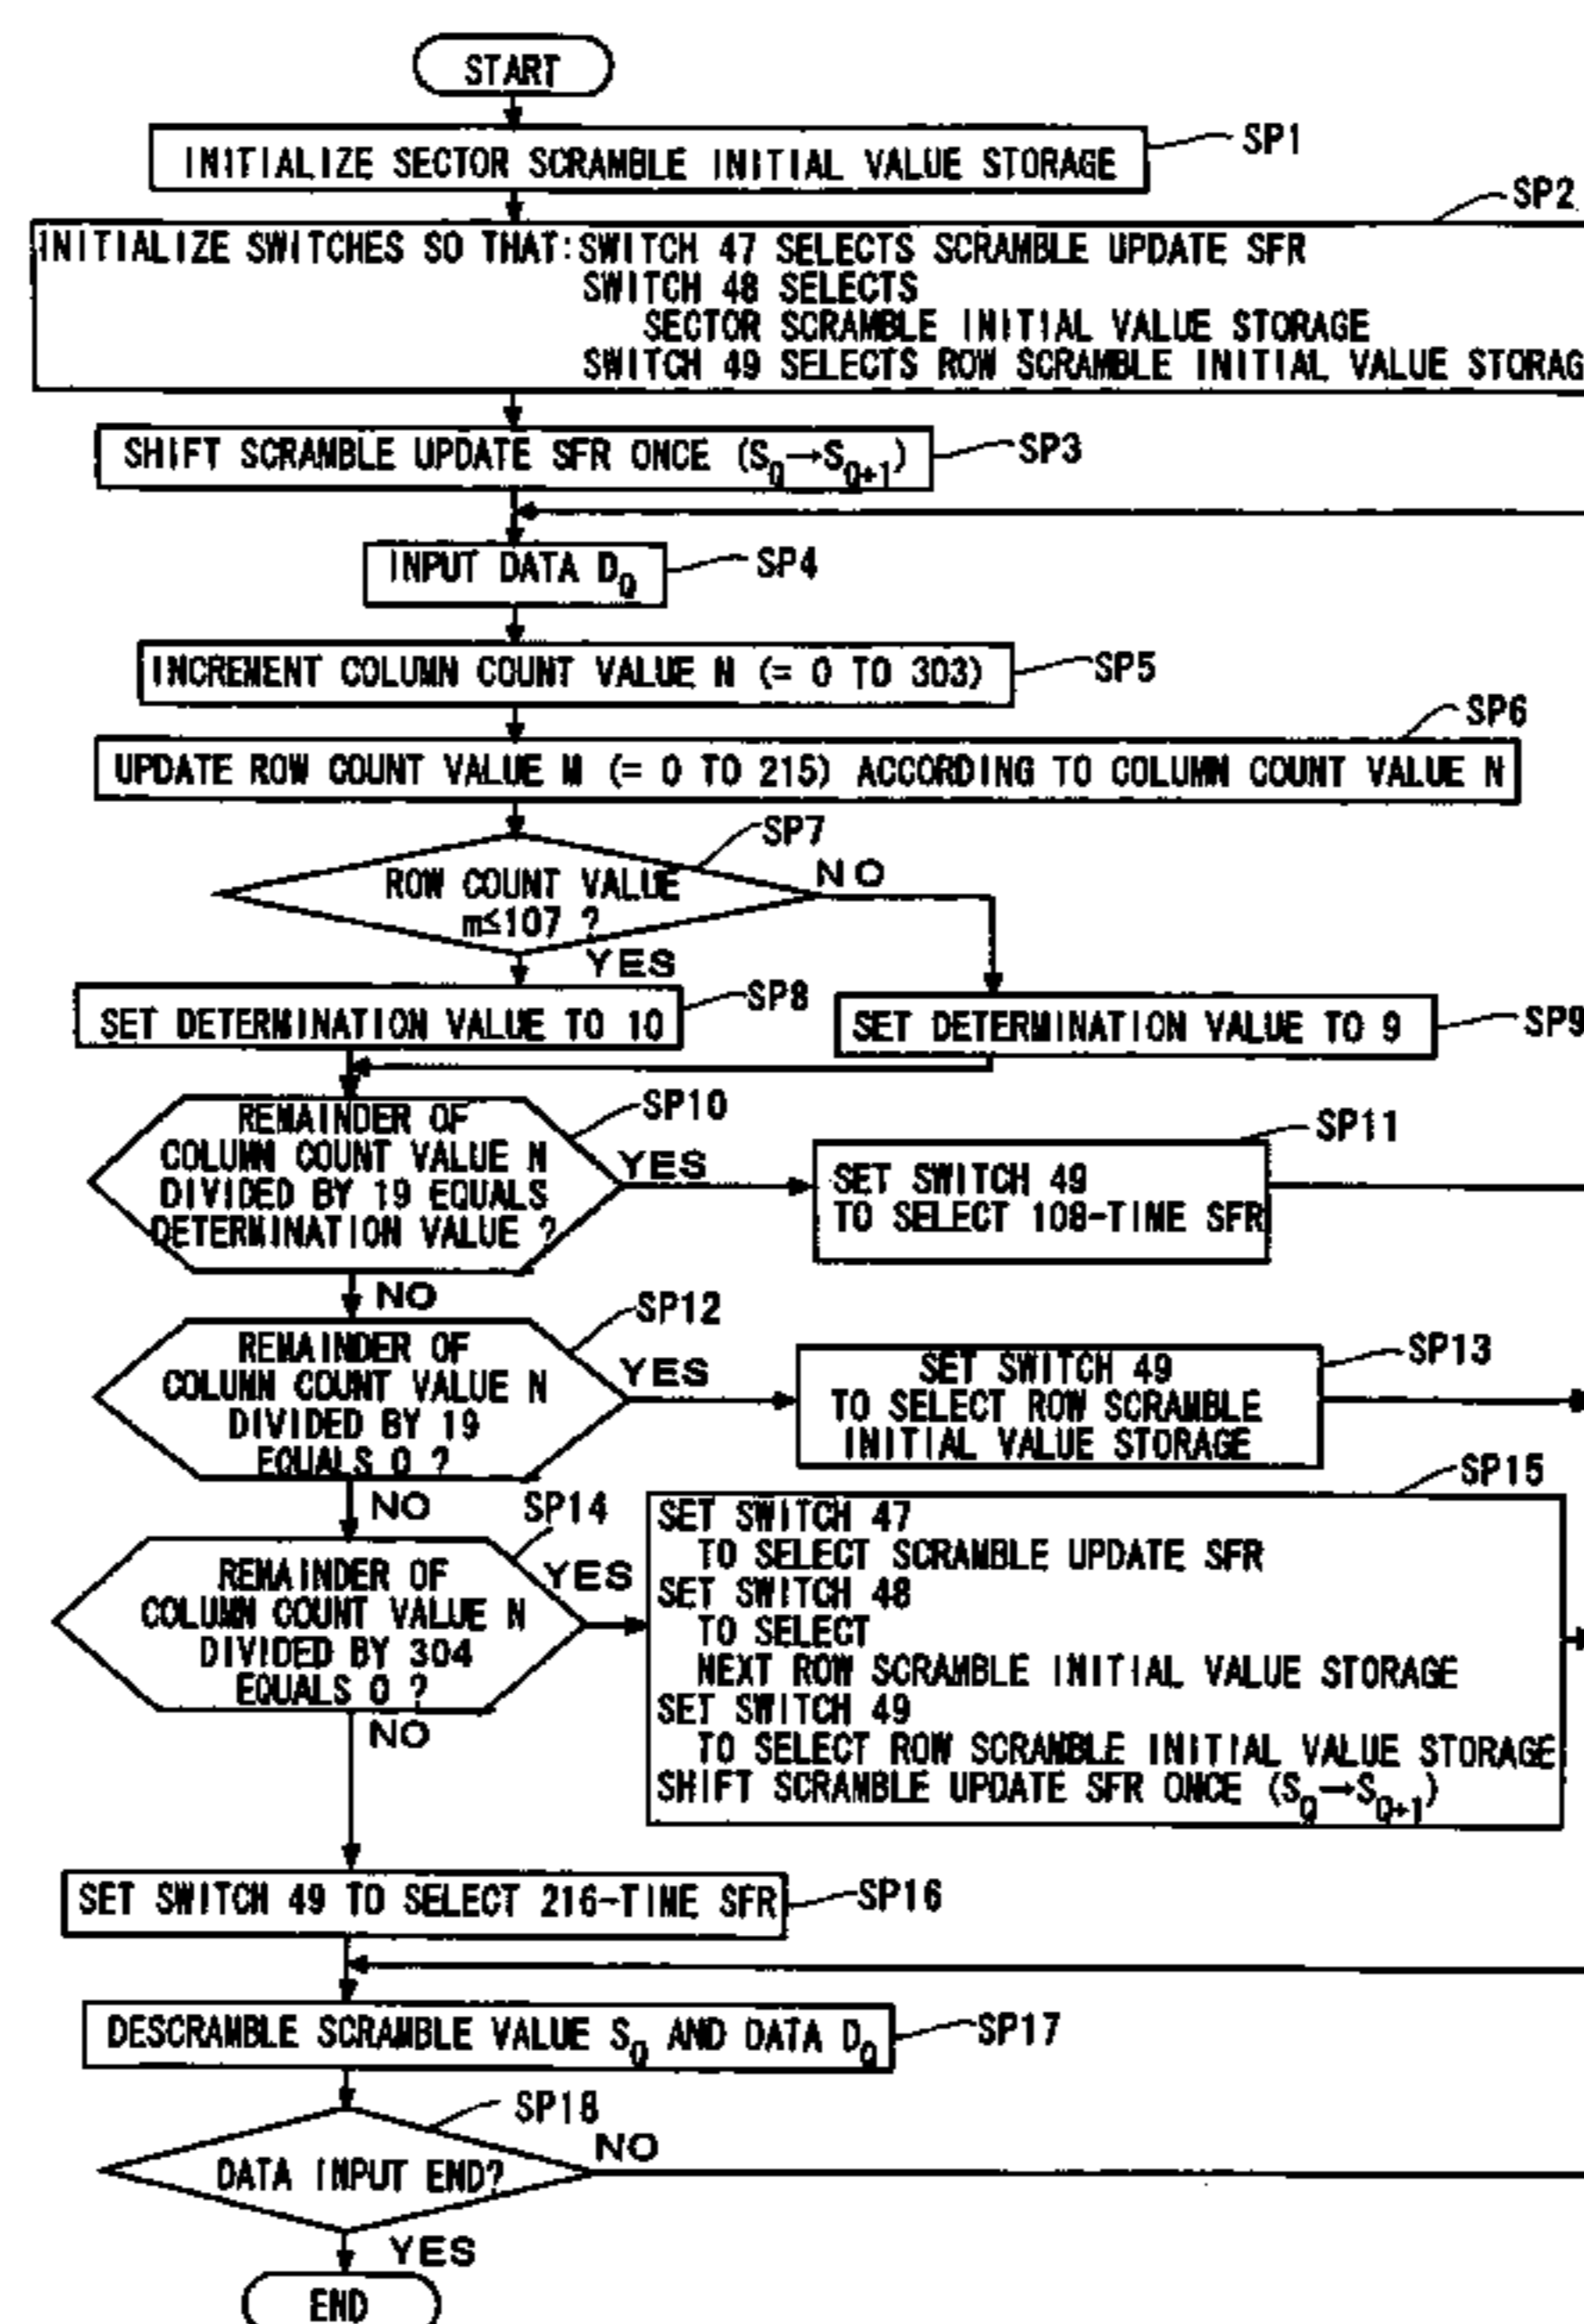 START
INITIALIZE SECTOR SCRAMBLE INITIAL VALUE STORAGE
SP1
SP2
INITIALIZE SWITCHES SO THAT:SWITCH 47 SELECTS SCRAMBLE UPDATE SFR
SWITCH 48 SELECTS
SECTOR SCRAMBLE INITIAL VALUE STORAGE
SWITCH 49 SELECTS ROW SCRAMBLE INITIAL VALUE STORAG
SHIFT SCRAMBLE UPDATE SFR ONCE (SQ→SQ+1)
SP3
INPUT DATA DQ
SP4
INCREMENT COLUMN COUNT VALUE N (= 0 TO 303)
SP5
SP6
UPDATE ROW COUNT VALUE M (= 0 TO 215) ACCORDING TO COLUMN COUNT VALUE N
SP7
ROW COUNT VALUE
m≤107 ?
NO
YES
SET DETERMINATION VALUE TO 10
SP8
SET DETERMINATION VALUE TO 9
SP9
REMAINDER OF
COLUMN COUNT VALUE N
DIVIDED BY 19 EQUALS
DETERMINATION VALUE ?
SP10
YES
SP11
SET SWITCH 49
TO SELECT 108-TIME SFR
NO
REMAINDER OF
COLUMN COUNT VALUE N
DIVIDED BY 19
EQUALS 0 ?
SP12
YES
SP13
SET SWITCH 49
TO SELECT ROW SCRAMBLE
INITIAL VALUE STORAGE
NO
REMAINDER OF
COLUMN COUNT VALUE N
DIVIDED BY 304
EQUALS 0 ?
SP14
YES
SP15
SET SWITCH 47
TO SELECT SCRAMBLE UPDATE SFR
SET SWITCH 48
TO SELECT
NEXT ROW SCRAMBLE INITIAL VALUE STORAGE
SET SWITCH 49
TO SELECT ROW SCRAMBLE INITIAL VALUE STORAGE
SHIFT SCRAMBLE UPDATE SFR ONCE (SQ→SQ+1)
NO
SET SWITCH 49 TO SELECT 216-TIME SFR
SP16
DESCRAMBLE SCRAMBLE VALUE SQ AND DATA DQ
SP17
SP18
DATA INPUT END?
NO
YES
END